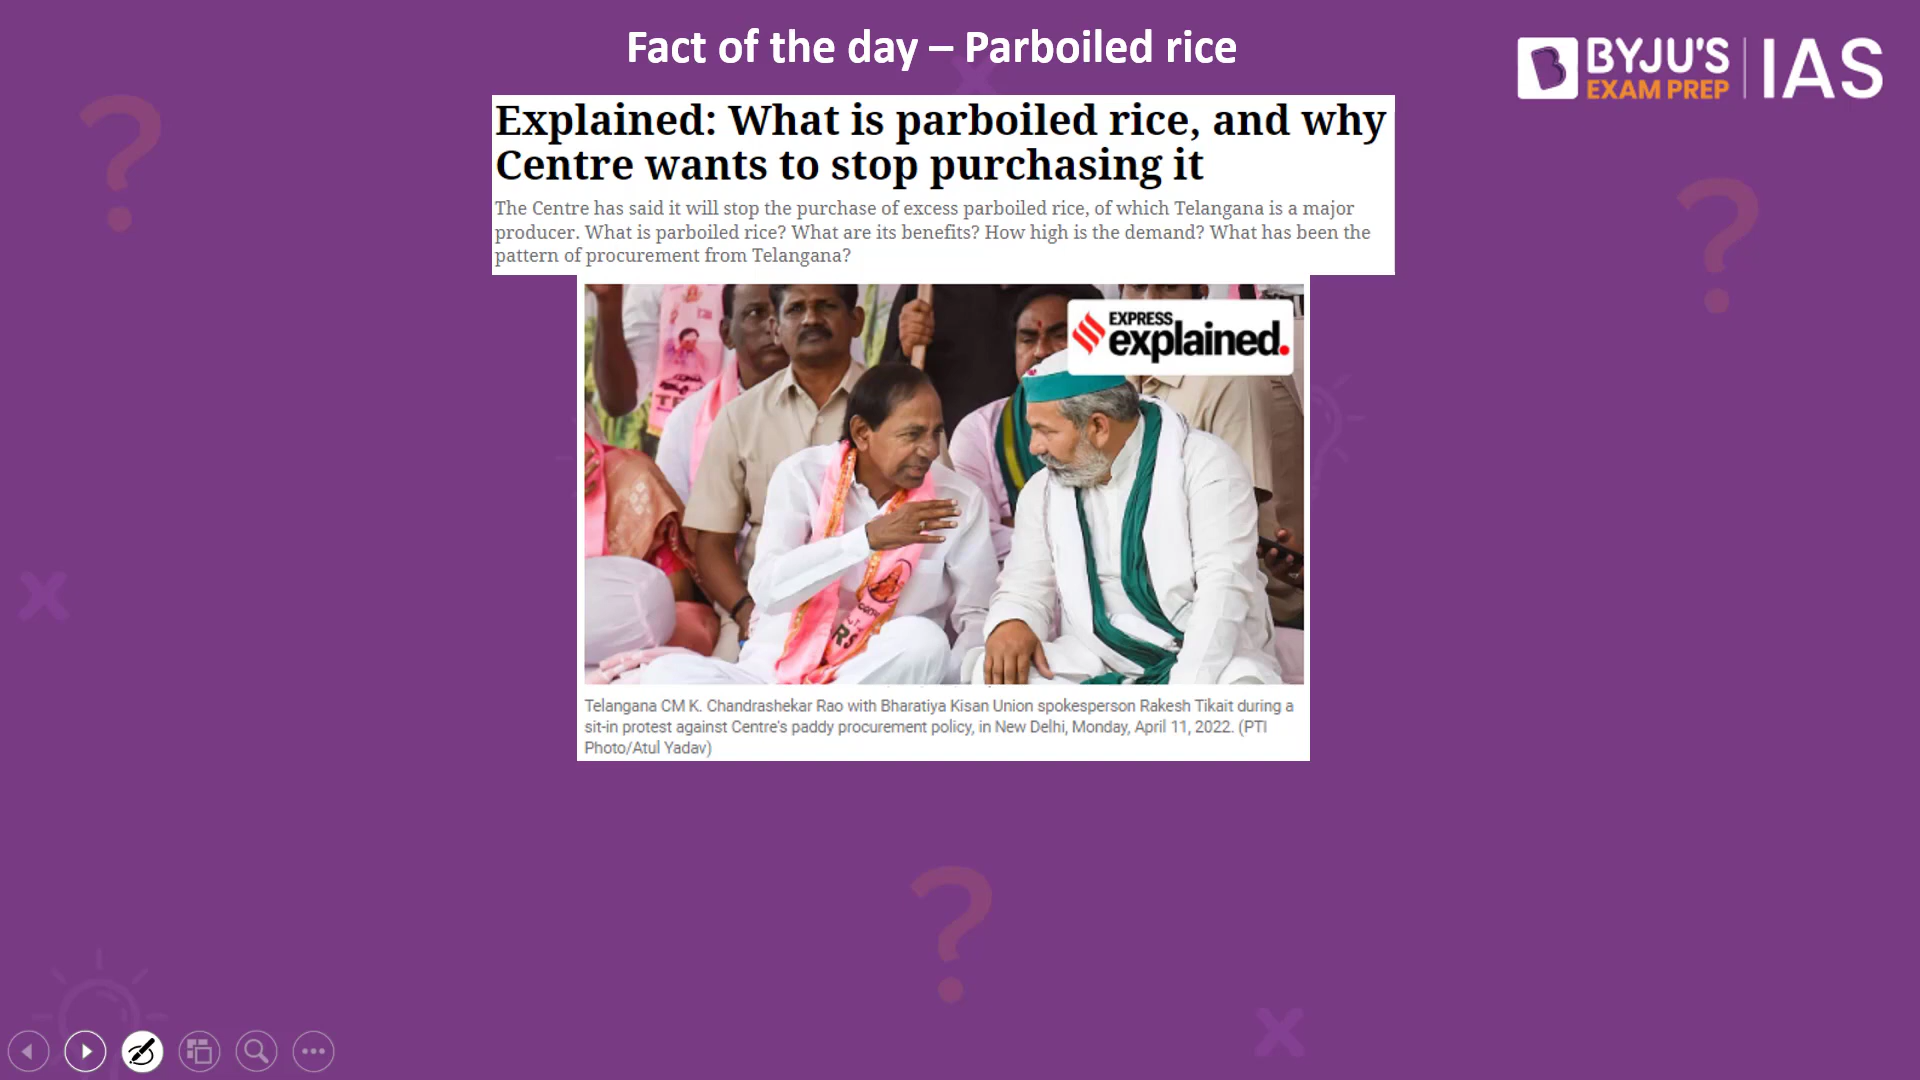 Fact of the day – Parboiled rice
BYJU'S
EXAM PREP
IAS
Explained: What is parboiled rice, and why
Centre wants to stop purchasing it
The Centre has said it will stop the purchase of excess parboiled rice, of which Telangana is a major
producer. What is parboiled rice? What are its benefits? How high is the demand? What has been the
pattern of procurement from Telangana?
EXPRESS
explained.
RS
Telangana CM K. Chandrashekar Rao with Bharatiya Kisan Union spokesperson Rakesh Tikait during a
sit-in protest against Centre's paddy procurement policy, in New Delhi, Monday, April 11, 2022. (PTI
Photo/Atul Yadav)